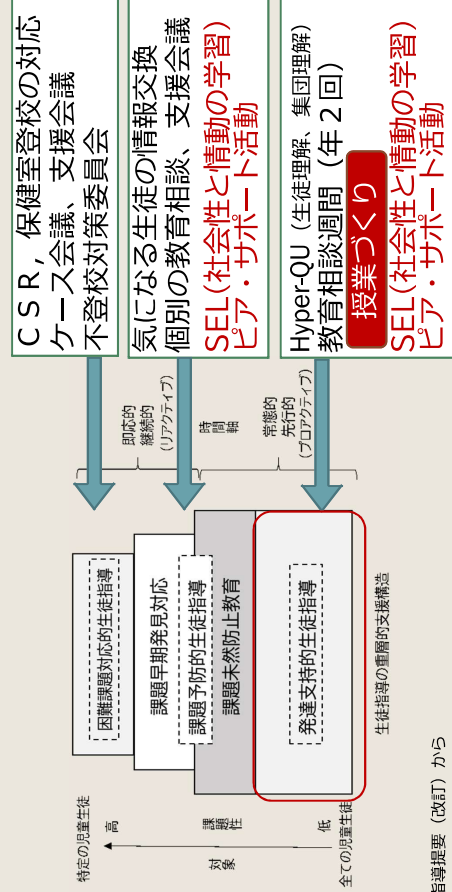 ＣＳＲ，保健室登校の対応
ケース会議、支援会議
不登校対策委員会
気になる生徒の情報交換
個別の教育相談、支援会議
SEL(社会性と情動の学習)
ピア・サポート活動
Hyper-QU（生徒理解、集団理解）
教育相談週間（年２回）
授業づくり
SEL(社会性と情動の学習)
ピア・サポート活動
即応的
継続的
(リアクティブ)
時間軸
常態的
先行的
(プロアクティブ)
困難課題対応的生徒指導
課題早期発見対応
課題予防的生徒指導
課題未然防止教育
発達支持的生徒指導
生徒指導の重層的支援構造
特定の児童生徒
高
課題性
低
対象
全ての児童生徒
指導提要（改訂）から